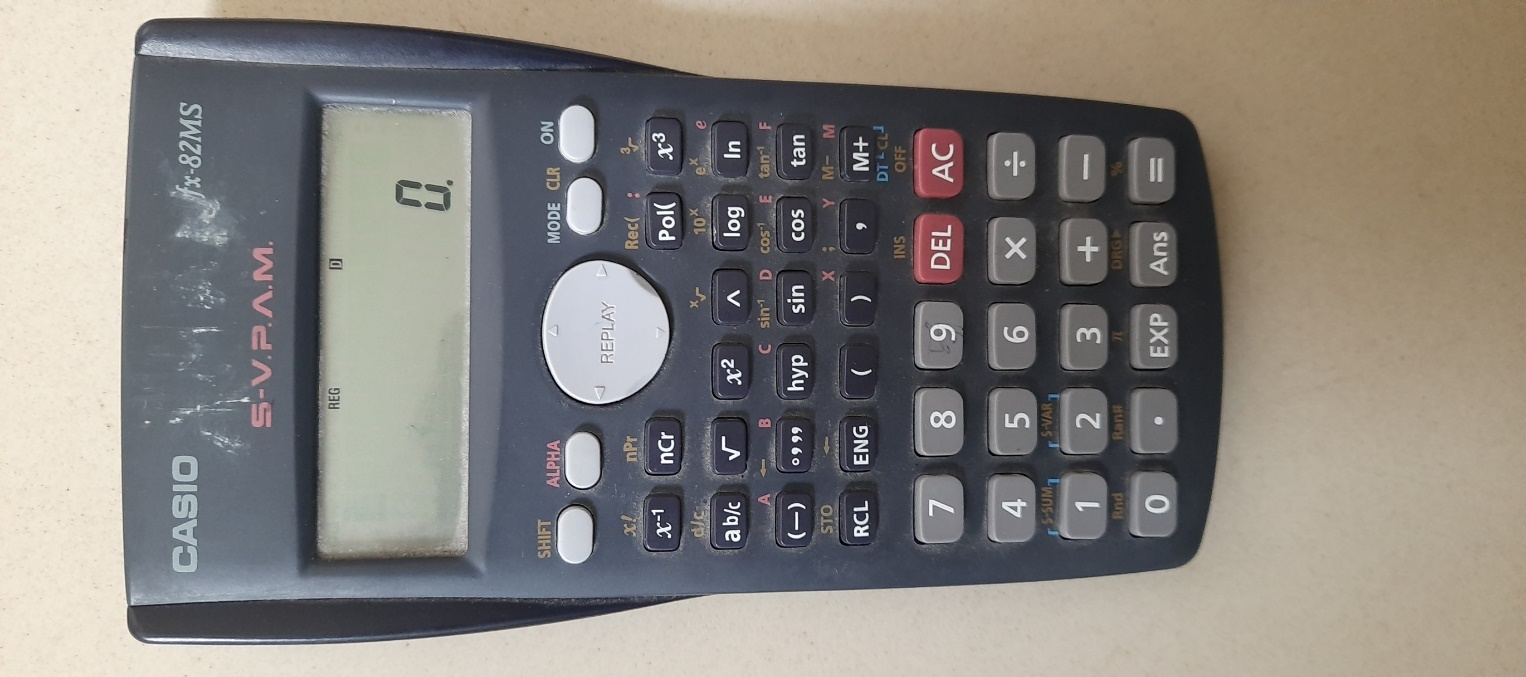 CASIO fx-82MS
S-V.P.A.M.
REG D
0.
SHIFT ALPHA MODE CLR ON
REPLAY
x! nPr Rec( : ³√
x⁻¹ nCr Pol( x³
d/c ˣ√ 10ˣ eˣ e
ab/c √ x² ^ log ln
A ← B C sin⁻¹ D cos⁻¹ E tan⁻¹ F
(−) °,,, hyp sin cos tan
STO ← X ; Y M− M
RCL ENG ( ) , M+
DT CL
INS OFF
7 8 9 DEL AC
4 5 6 × ÷
S-SUM S-VAR
1 2 3 + −
Rnd Ran# π DRG▸ %
0 . EXP Ans =